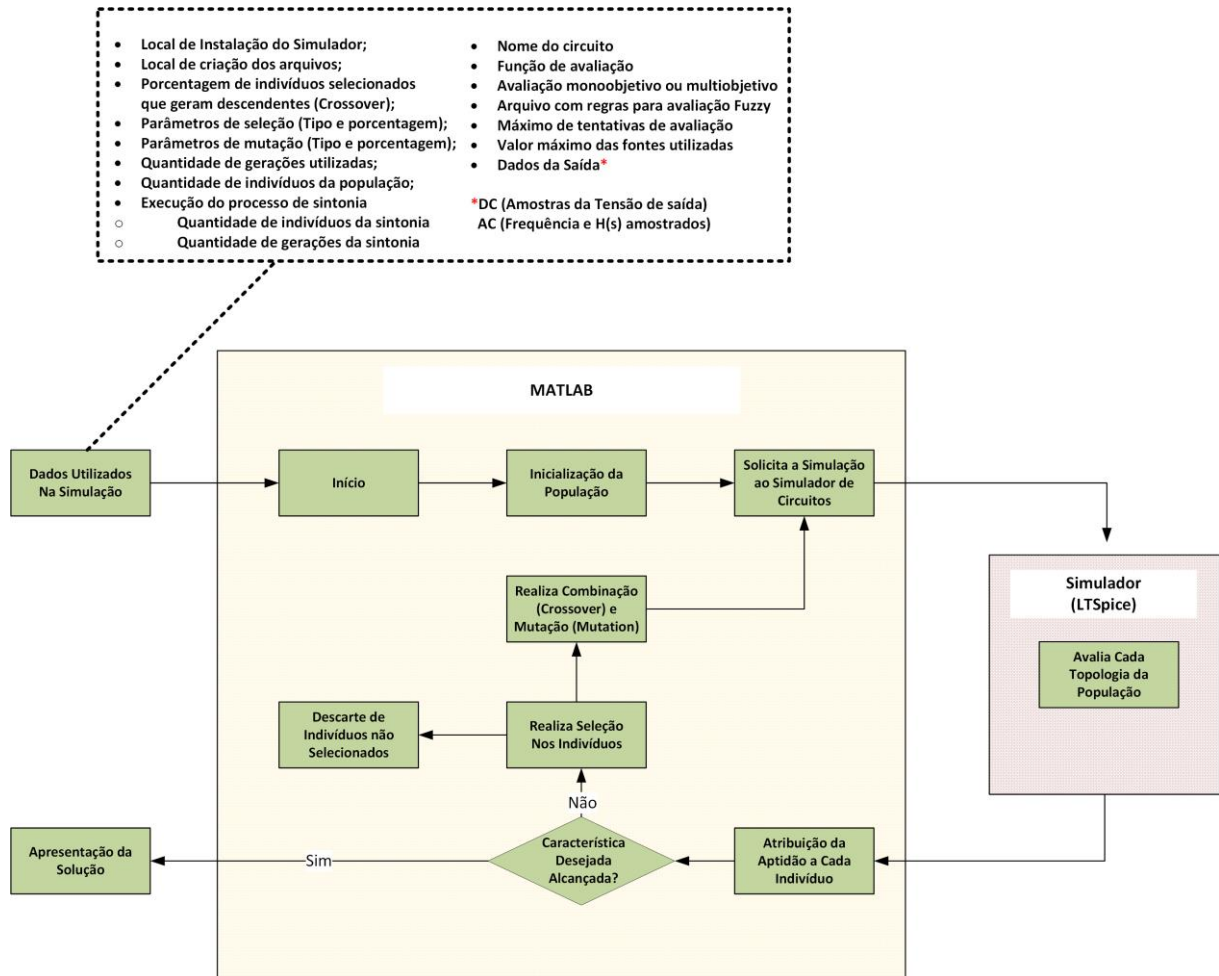 • Local de Instalação do Simulador;
• Local de criação dos arquivos;
• Porcentagem de indivíduos selecionados
que geram descendentes (Crossover);
• Parâmetros de seleção (Tipo e porcentagem);
• Parâmetros de mutação (Tipo e porcentagem);
• Quantidade de gerações utilizadas;
• Quantidade de indivíduos da população;
• Execução do processo de sintonia
o Quantidade de indivíduos da sintonia
o Quantidade de gerações da sintonia
• Nome do circuito
• Função de avaliação
• Avaliação monoobjetivo ou multiobjetivo
• Arquivo com regras para avaliação Fuzzy
• Máximo de tentativas de avaliação
• Valor máximo das fontes utilizadas
• Dados da Saída*
*DC (Amostras da Tensão de saída)
AC (Frequência e H(s) amostrados)
MATLAB
Dados Utilizados
Na Simulação
Início
Inicialização da
População
Solicita a Simulação
ao Simulador de
Circuitos
Simulador
(LTSpice)
Avalia Cada
Topologia da
População
Realiza Combinação
(Crossover) e
Mutação (Mutation)
Descarte de
Indivíduos não
Selecionados
Realiza Seleção
Nos Indivíduos
Não
Apresentação da
Solução
Sim
Característica
Desejada
Alcançada?
Atribuição da
Aptidão a Cada
Indivíduo